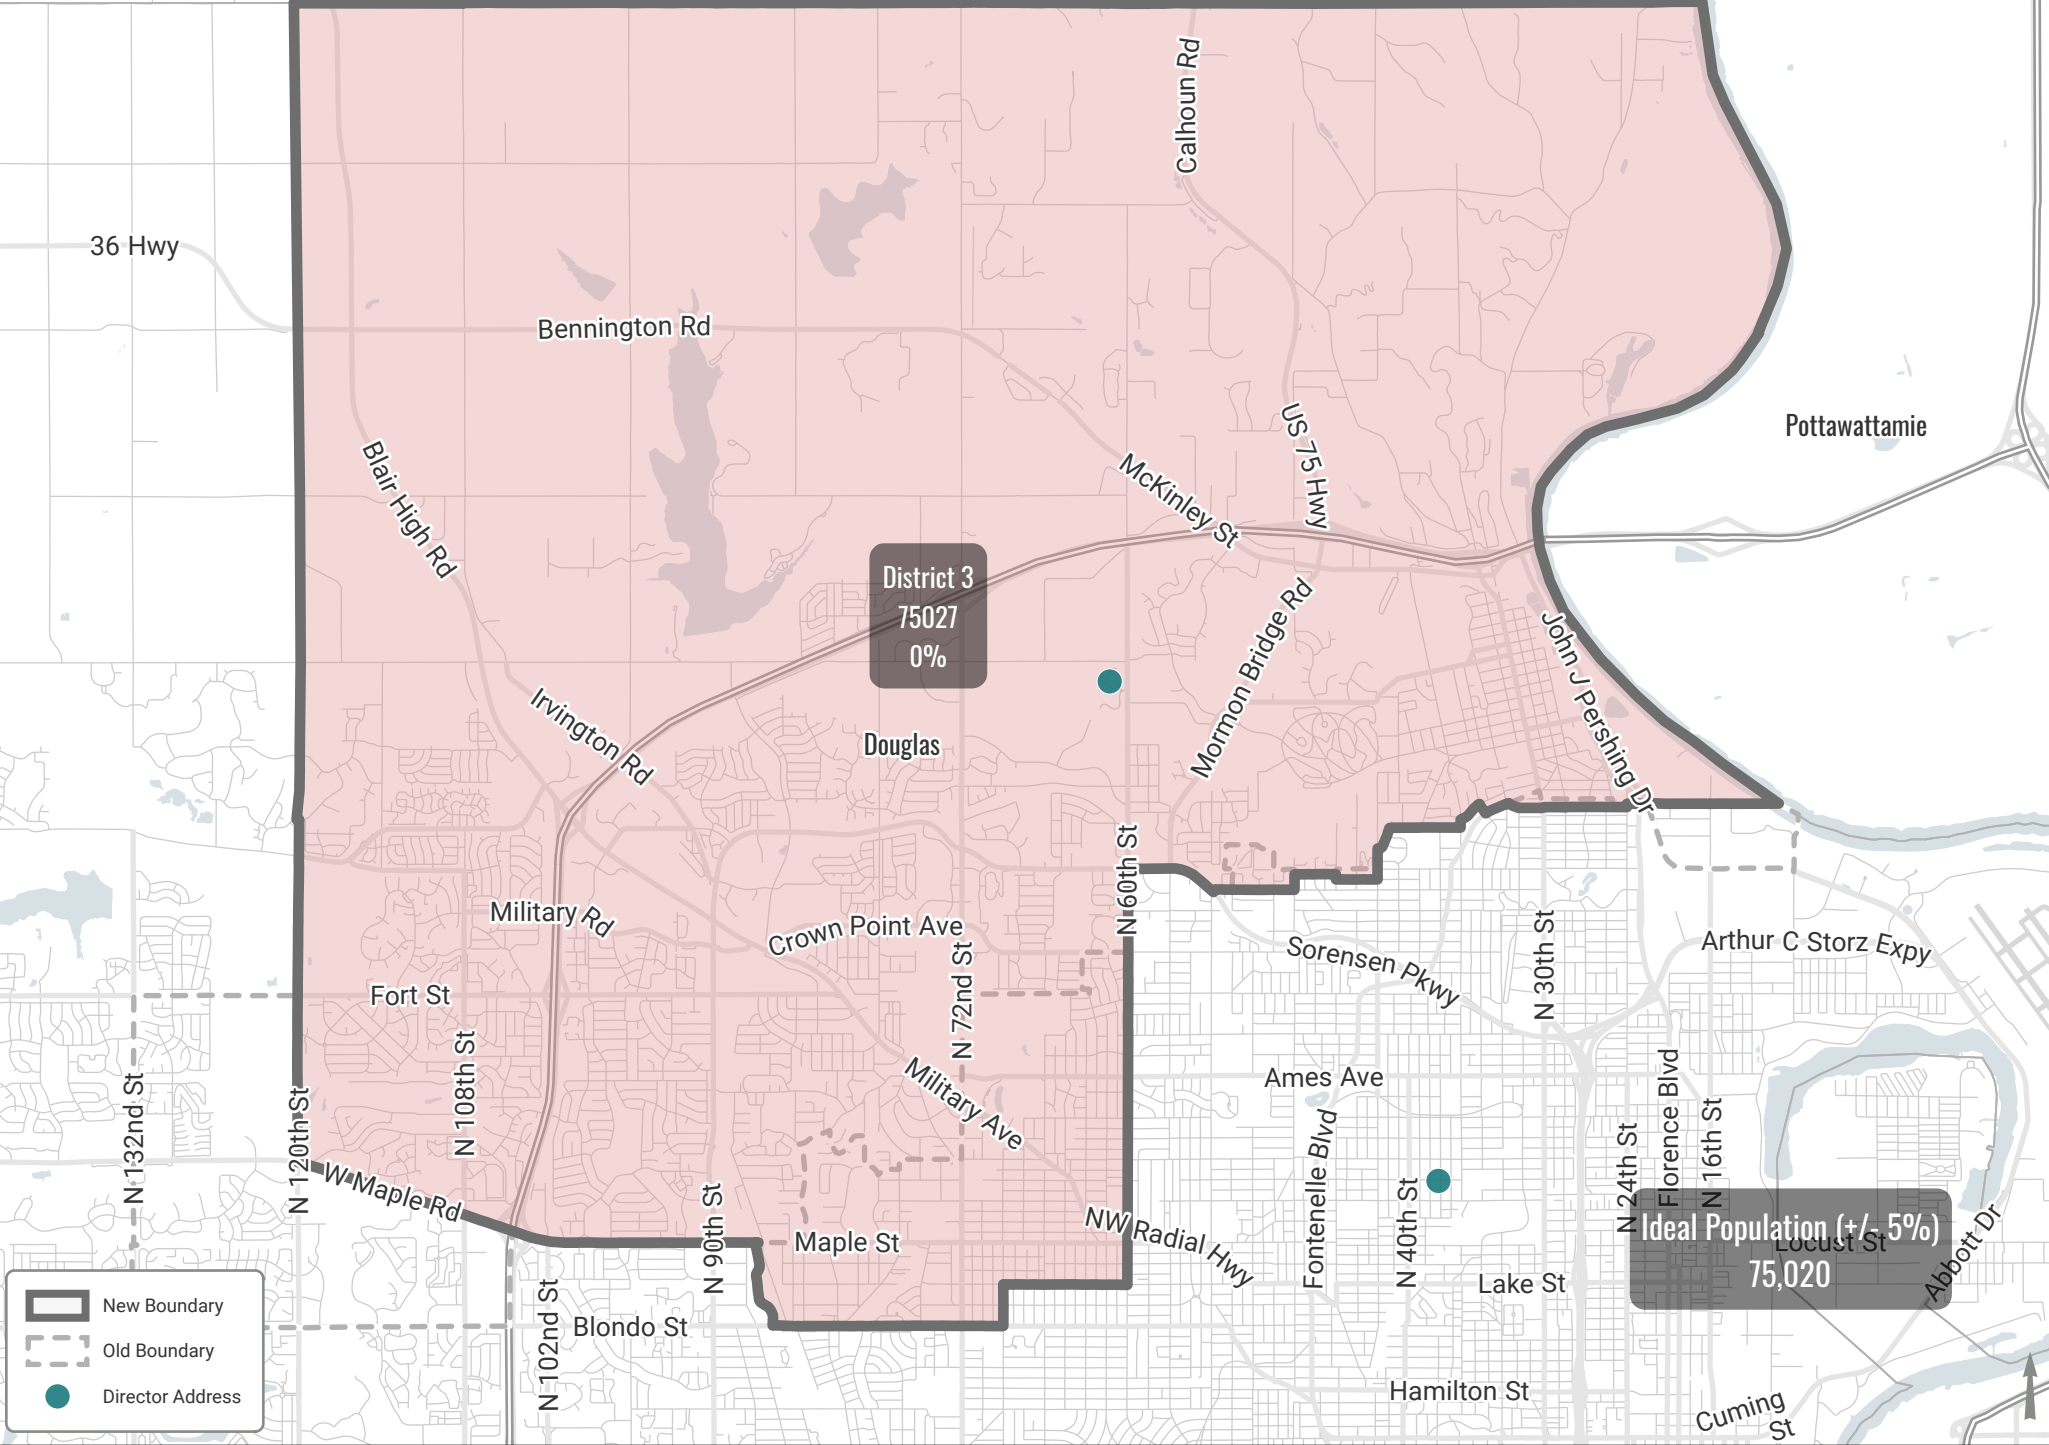 Calhoun Rd
36 Hwy
Bennington Rd
Pottawattamie
US 75 Hwy
Blair High Rd
McKinley St
District 3
75027
0%
Mormon Bridge Rd
John J Pershing Dr
Irvington Rd
Douglas
N 60th St
Military Rd
Crown Point Ave
Sorensen Pkwy
N 30th St
Arthur C Storz Expy
Fort St
N 72nd St
N 108th St
Ames Ave
Military Ave
N 132nd St
N 120th St
Fontenelle Blvd
Florence Blvd
N 16th St
N 24th St
W Maple Rd
N 90th St
Maple St
NW Radial Hwy
N 40th St
Ideal Population (+/- 5%)
75,020
Locust St
Abbott Dr
Lake St
N 102nd St
Blondo St
Hamilton St
Cuming
St
New Boundary
Old Boundary
Director Address